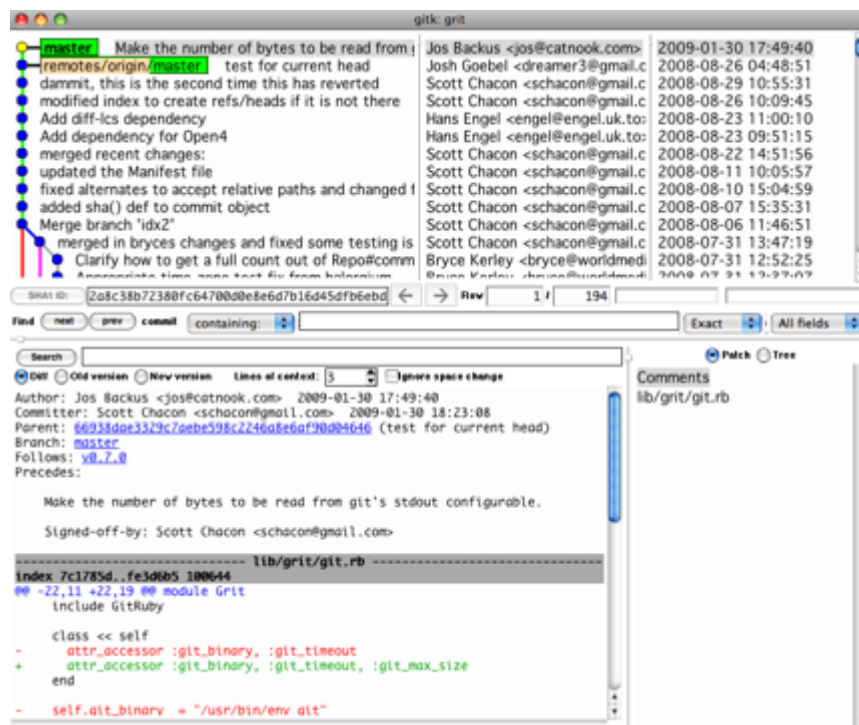 gitk: grit
master Make the number of bytes to be read from Jos Backus <jos@catnook.com> 2009-01-30 17:49:40
remotes/origin/master test for current head Josh Goebel <dreamer3@gmail.c 2008-08-26 04:48:51
dammit, this is the second time this has reverted Scott Chacon <schacon@gmail.c 2008-08-29 10:55:31
modified index to create refs/heads if it is not there Scott Chacon <schacon@gmail.c 2008-08-26 10:09:45
Add diff-lcs dependency Hans Engel <engel@engel.uk.to> 2008-08-23 11:00:10
Add dependency for Open4 Hans Engel <engel@engel.uk.to> 2008-08-23 09:51:15
merged recent changes: Scott Chacon <schacon@gmail.c 2008-08-22 14:51:56
updated the Manifest file Scott Chacon <schacon@gmail.c 2008-08-11 10:05:57
fixed alternates to accept relative paths and changed f Scott Chacon <schacon@gmail.c 2008-08-10 15:04:59
added sha() def to commit object Scott Chacon <schacon@gmail.c 2008-08-07 15:35:31
Merge branch 'idx2' Scott Chacon <schacon@gmail.c 2008-08-06 11:46:51
merged in bryces changes and fixed some testing is Scott Chacon <schacon@gmail.c 2008-07-31 13:47:19
Clarify how to get a full count out of Repo#comm Bryce Kerley <bryce@worldmedi 2008-07-31 12:52:25
Appropriate time-zone test fix from Bryce Kerley <bryce@worldmedi 2008-07-31 12:37:07
SHA1 ID: Row 1 / 194
Find next prev commit containing: Exact All fields
Search Patch Tree
Diff Old version New version Lines of context: 3 Ignore space change Comments
lib/grit/git.rb
Author: Jos Backus <jos@catnook.com> 2009-01-30 17:49:40
Committer: Scott Chacon <schacon@gmail.com> 2009-01-30 18:23:08
Parent: (test for current head)
Branch: master
Follows: v0.7.0
Precedes:
Make the number of bytes to be read from git's stdout configurable.
Signed-off-by: Scott Chacon <schacon@gmail.com>
------------------------------ lib/grit/git.rb ------------------------------
index 7c1785d..fe3d6b5 100644
@@ -22,11 +22,19 @@ module Grit
include GitRuby
class << self
- attr_accessor :git_binary, :git_timeout
+ attr_accessor :git_binary, :git_timeout, :git_max_size
end
- self.git_binary = "/usr/bin/env git"